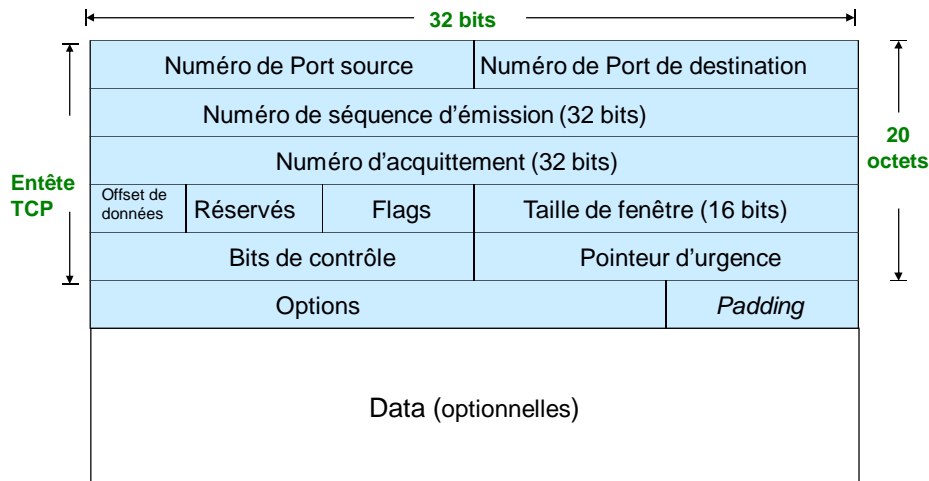 32 bits
Numéro de Port source
Numéro de Port de destination
Numéro de séquence d’émission (32 bits)
20
octets
Numéro d’acquittement (32 bits)
Entête
TCP
Offset de
données
Réservés
Flags
Taille de fenêtre (16 bits)
Bits de contrôle
Pointeur d’urgence
Options
Padding
Data (optionnelles)